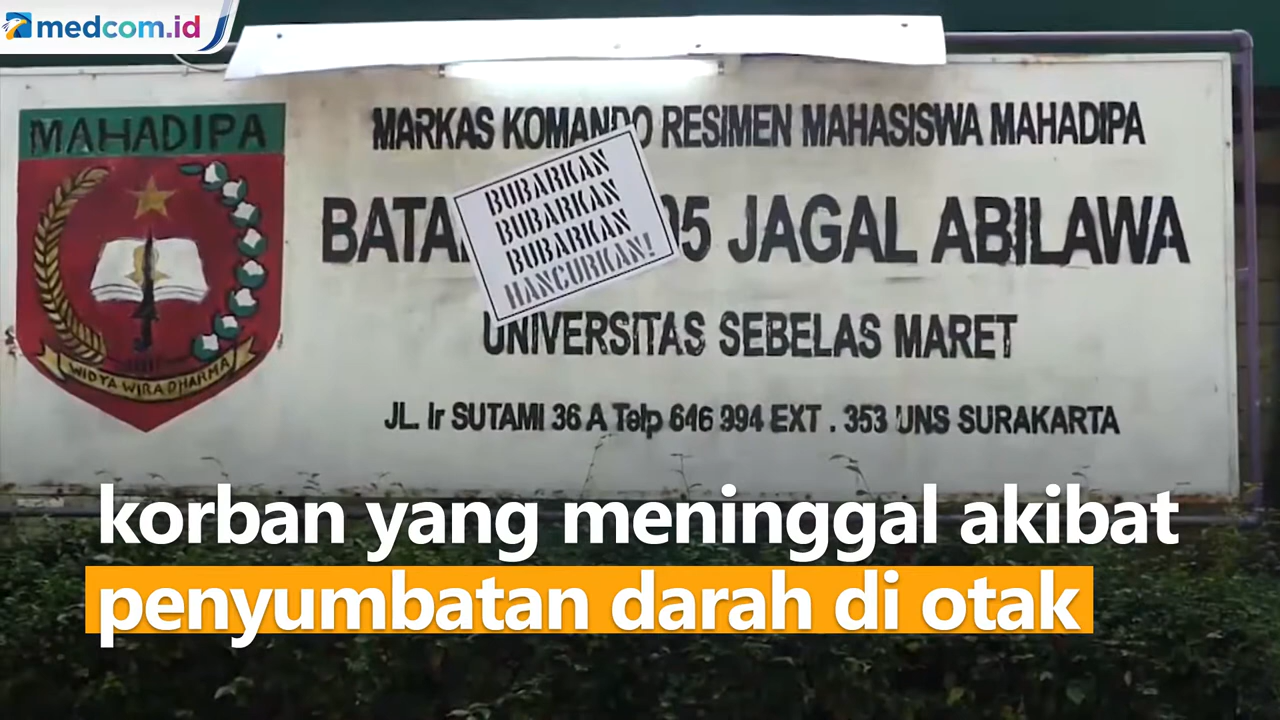 medcom.id
MAHADIPA
WIDYA WIRA DHARMA
MARKAS KOMANDO RESIMEN MAHASISWA MAHADIPA
05 JAGAL ABILAWA
BUBARKAN
BUBARKAN
BUBARKAN
HANCURKAN!
UNIVERSITAS SEBELAS MARET
JL. Ir SUTAMI 36 A Telp 646 994 EXT . 353 UNS SURAKARTA
korban yang meninggal akibat
penyumbatan darah di otak